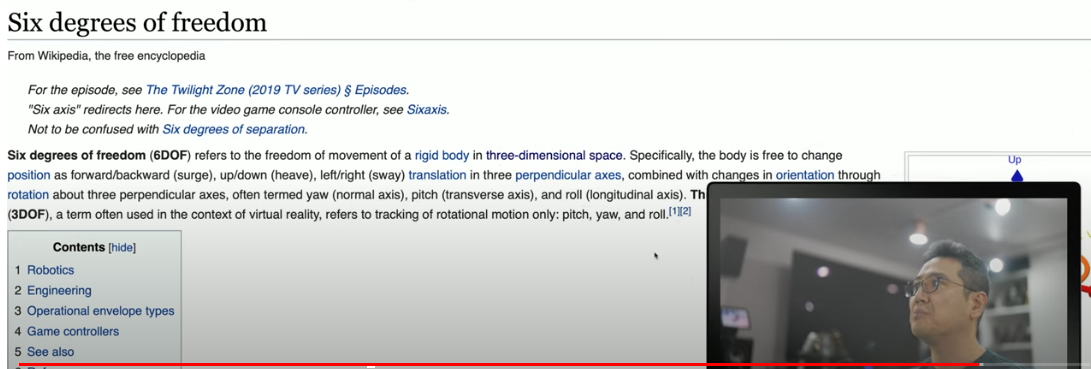 Six degrees of freedom
From Wikipedia, the free encyclopedia
For the episode, see The Twilight Zone (2019 TV series) § Episodes.
"Six axis" redirects here. For the video game console controller, see Sixaxis.
Not to be confused with Six degrees of separation.
Six degrees of freedom (6DOF) refers to the freedom of movement of a rigid body in three-dimensional space. Specifically, the body is free to change
position as forward/backward (surge), up/down (heave), left/right (sway) translation in three perpendicular axes, combined with changes in orientation through
rotation about three perpendicular axes, often termed yaw (normal axis), pitch (transverse axis), and roll (longitudinal axis). Th
(3DOF), a term often used in the context of virtual reality, refers to tracking of rotational motion only: pitch, yaw, and roll.[1][2]
Up
Contents [hide]
1 Robotics
2 Engineering
3 Operational envelope types
4 Game controllers
5 See also